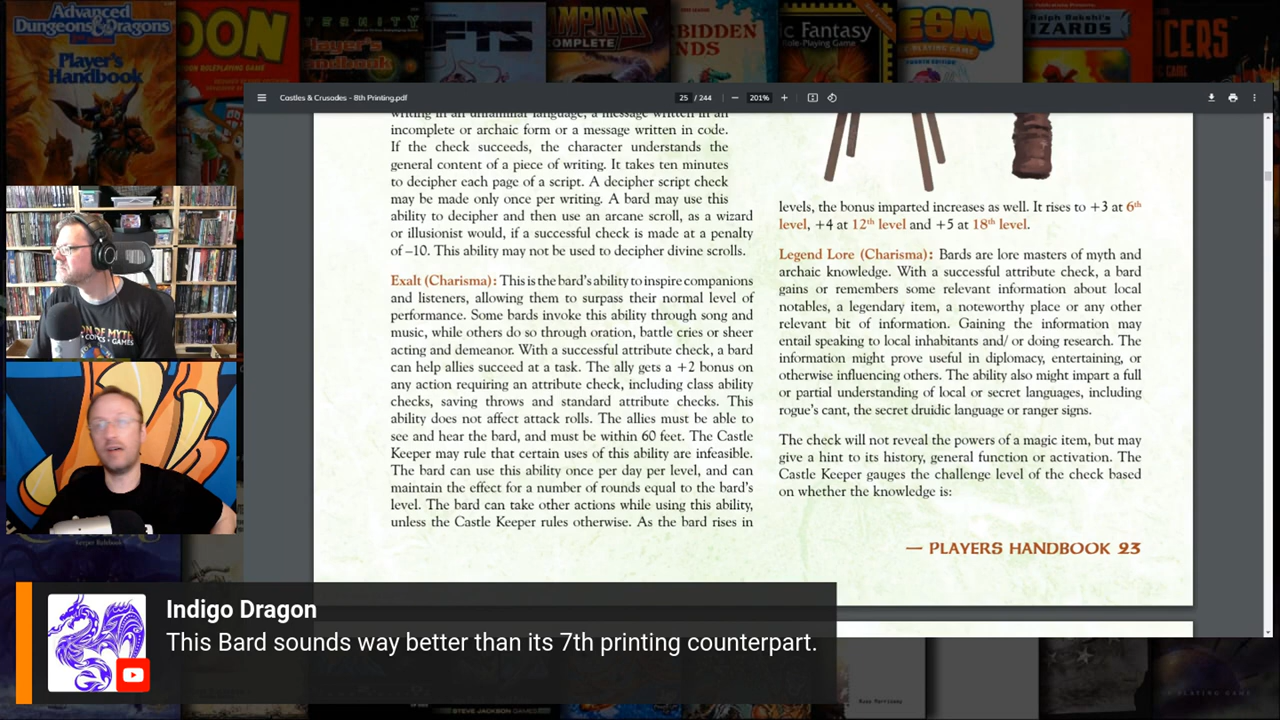 Advanced
Dungeons & Dragons
Player's
Handbook
CHAMPIONS
COMPLETE
Fantasy
Role-Playing Game
Ralph Bakshi's
WIZARDS
Castles & Crusades - 8th Printing.pdf
25 / 244
201%
writing in an unfamiliar language, a message written in an
incomplete or archaic form or a message written in code.
If the check succeeds, the character understands the
general content of a piece of writing. It takes ten minutes
to decipher each page of a script. A decipher script check
may be made only once per writing. A bard may use this
ability to decipher and then use an arcane scroll, as a wizard
or illusionist would, if a successful check is made at a penalty
of –10. This ability may not be used to decipher divine scrolls.
Exalt (Charisma): This is the bard's ability to inspire companions
and listeners, allowing them to surpass their normal level of
performance. Some bards invoke this ability through song and
music, while others do so through oration, battle cries or sheer
acting and demeanor. With a successful attribute check, a bard
can help allies succeed at a task. The ally gets a +2 bonus on
any action requiring an attribute check, including class ability
checks, saving throws and standard attribute checks. This
ability does not affect attack rolls. The allies must be able to
see and hear the bard, and must be within 60 feet. The Castle
Keeper may rule that certain uses of this ability are infeasible.
The bard can use this ability once per day per level, and can
maintain the effect for a number of rounds equal to the bard's
level. The bard can take other actions while using this ability,
unless the Castle Keeper rules otherwise. As the bard rises in
levels, the bonus imparted increases as well. It rises to +3 at 6th
level, +4 at 12th level and +5 at 18th level.
Legend Lore (Charisma): Bards are lore masters of myth and
archaic knowledge. With a successful attribute check, a bard
gains or remembers some relevant information about local
notables, a legendary item, a noteworthy place or any other
relevant bit of information. Gaining the information may
entail speaking to local inhabitants and/ or doing research. The
information might prove useful in diplomacy, entertaining, or
otherwise influencing others. The ability also might impart a full
or partial understanding of local or secret languages, including
rogue's cant, the secret druidic language or ranger signs.
The check will not reveal the powers of a magic item, but may
give a hint to its history, general function or activation. The
Castle Keeper gauges the challenge level of the check based
on whether the knowledge is:
— PLAYERS HANDBOOK 23
Indigo Dragon
This Bard sounds way better than its 7th printing counterpart.
STEVE JACKSON GAMES